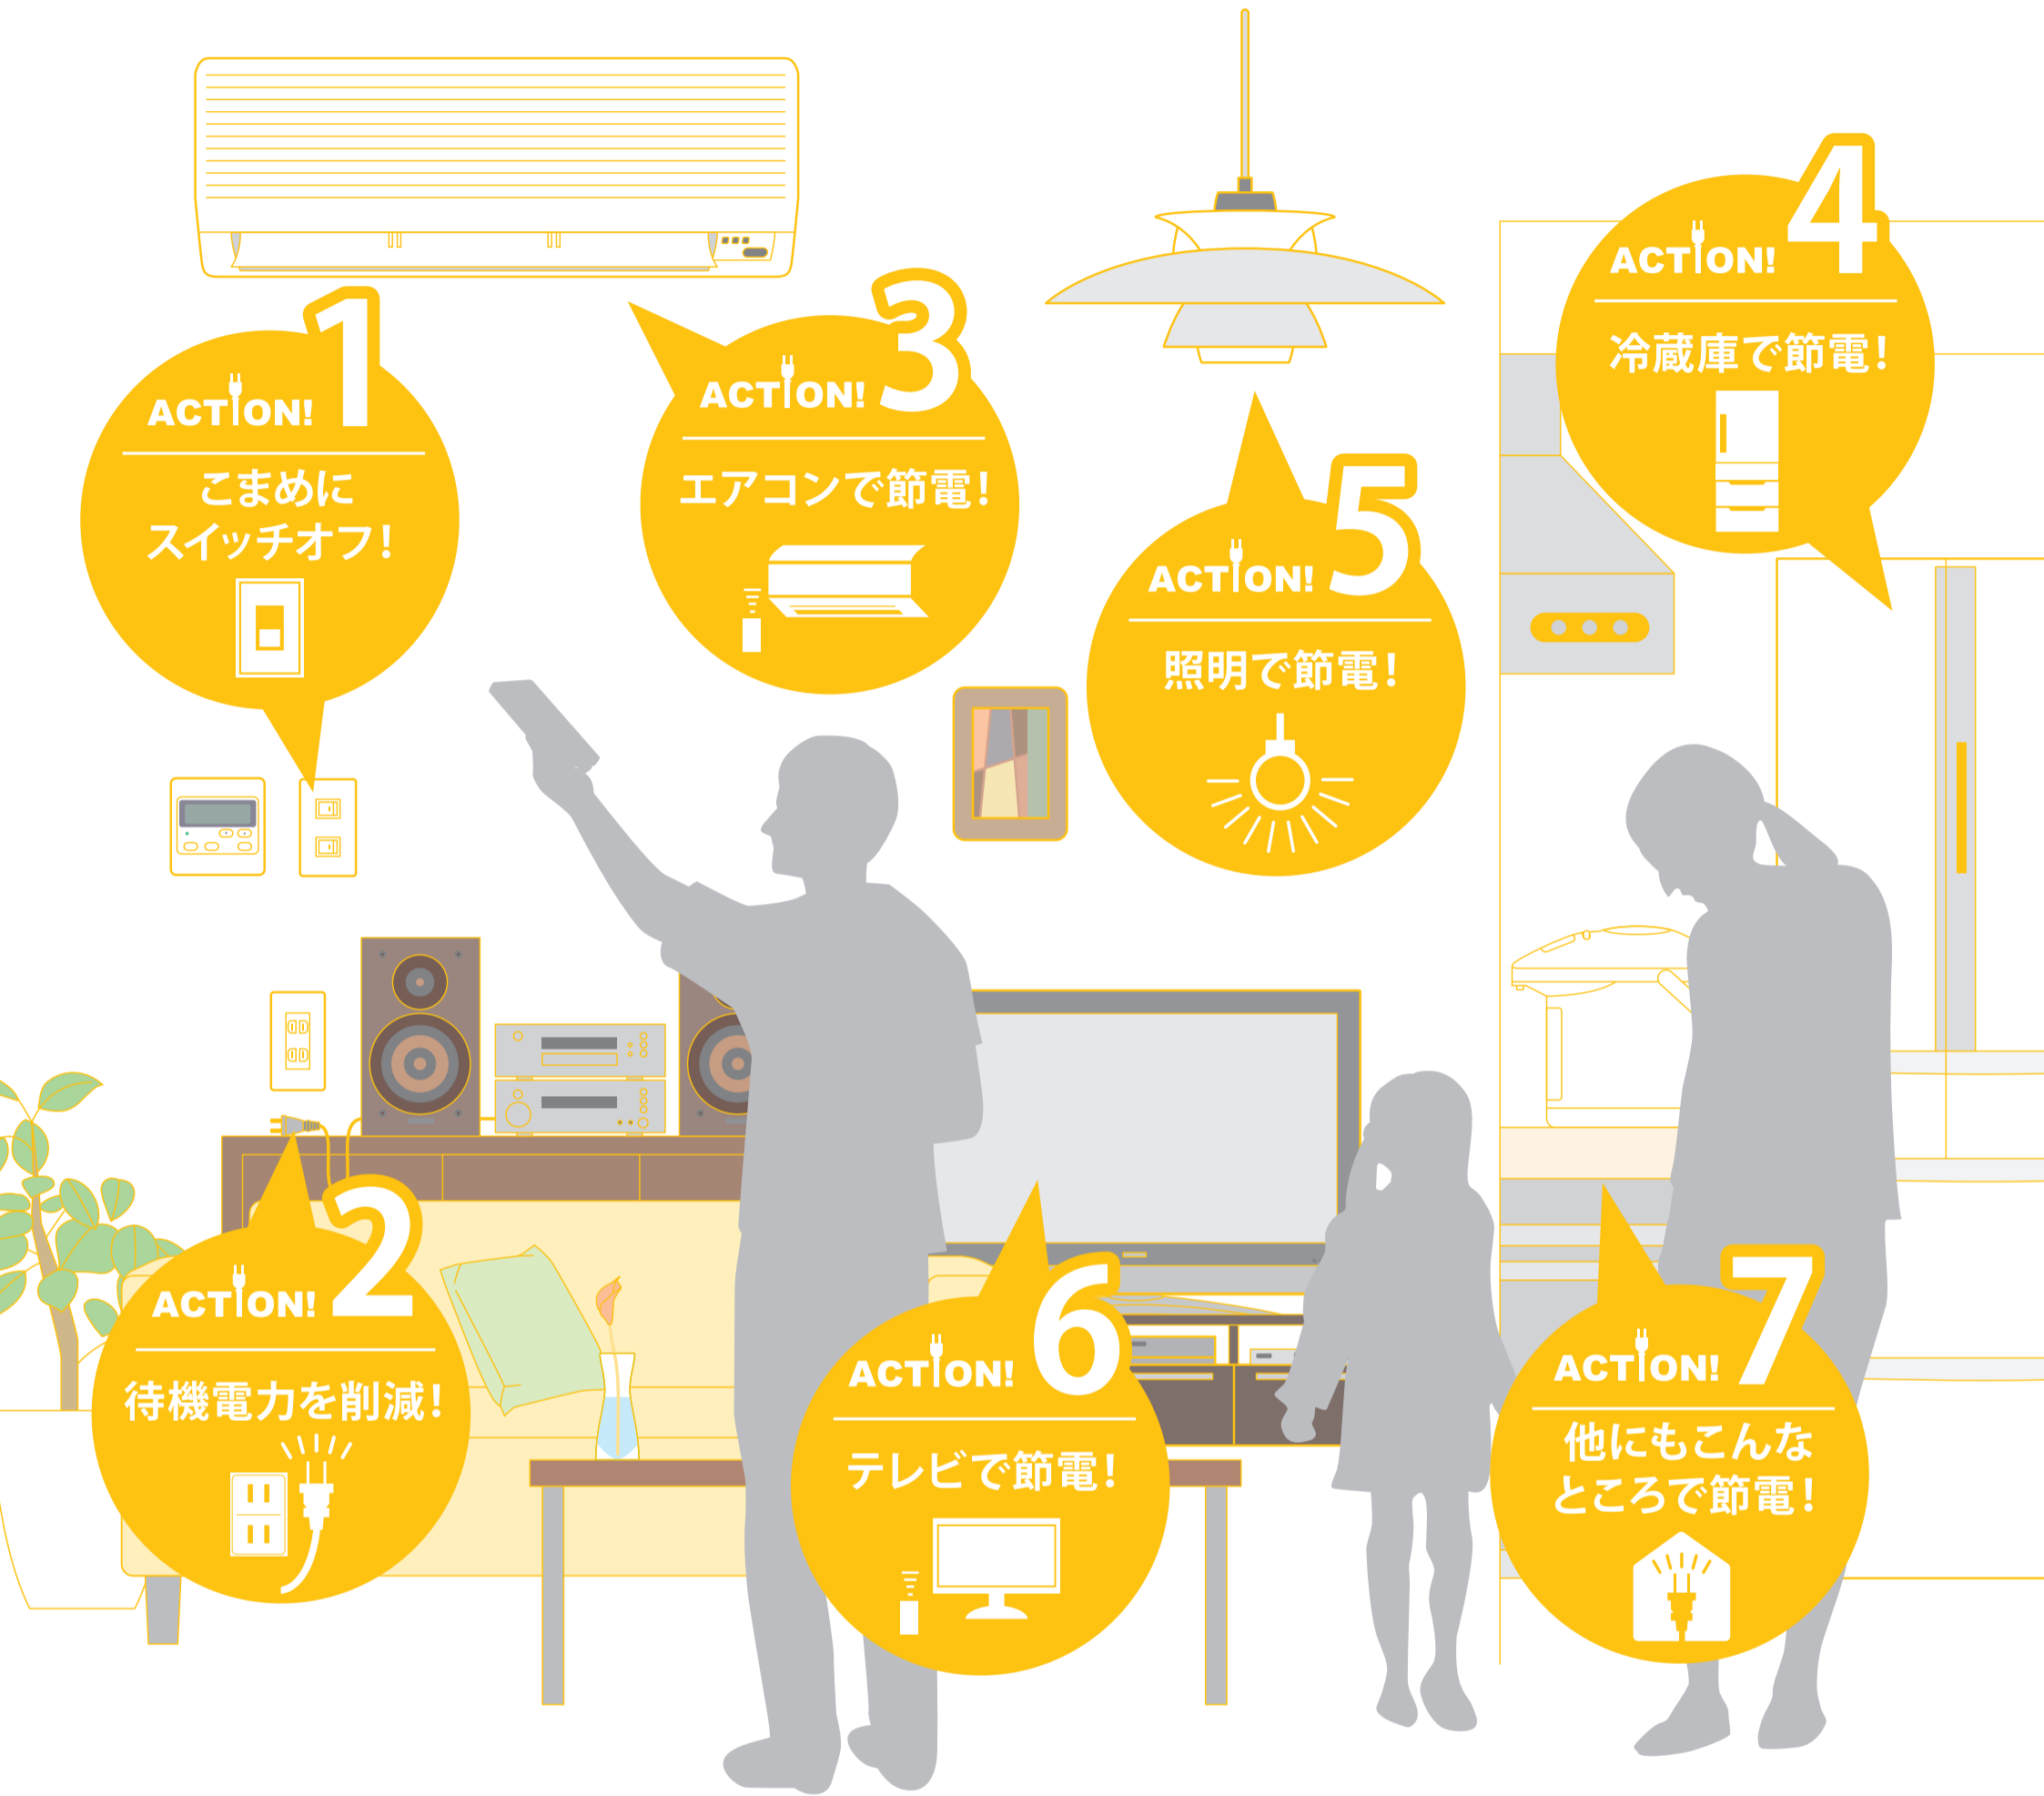 ACTION! 1
こまめに
スイッチオフ!
ACTION! 2
待機電力を削減!
ACTION! 3
エアコンで節電!
ACTION! 4
冷蔵庫で節電!
ACTION! 5
照明で節電!
ACTION! 6
テレビで節電!
ACTION! 7
他にもこんな
ところで節電!